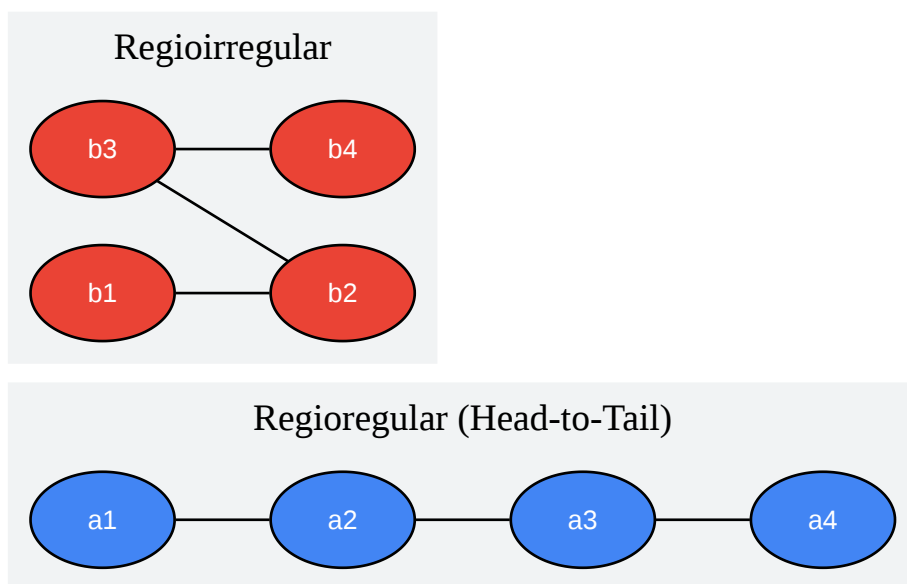 Regioirregular
b3 b4
b1 b2
Regioregular (Head-to-Tail)
a1 a2 a3 a4